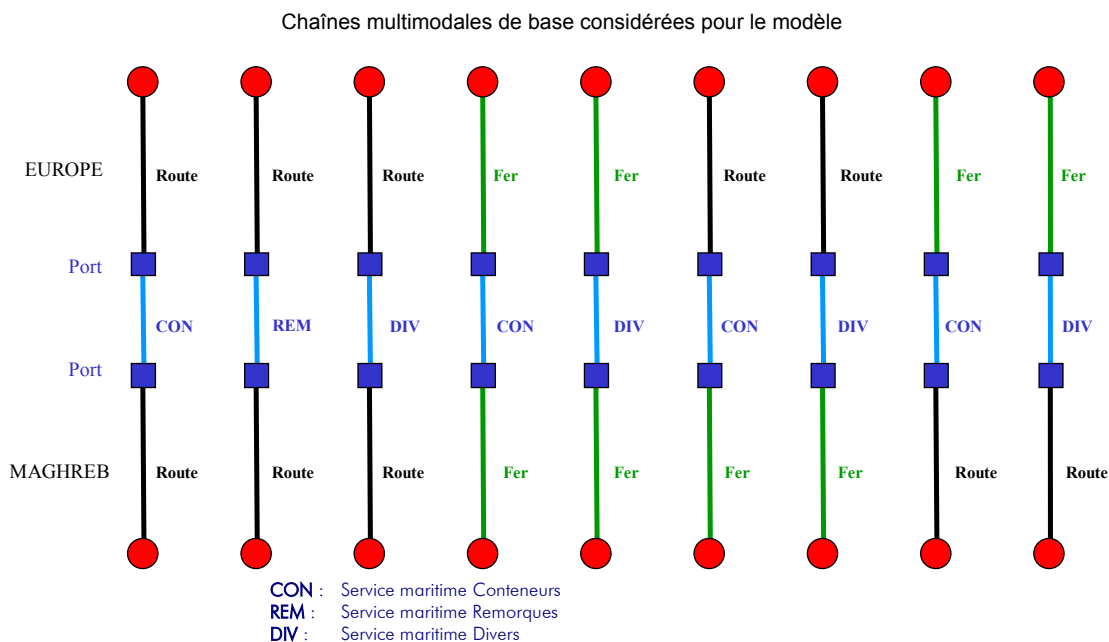 Chaînes multimodales de base considérées pour le modèle
EUROPE Route Route Route Fer Fer Route Route Fer Fer
Port
CON REM DIV CON DIV CON DIV CON DIV
Port
MAGHREB Route Route Route Fer Fer Fer Fer Route Route
CON : Service maritime Conteneurs
REM : Service maritime Remorques
DIV : Service maritime Divers